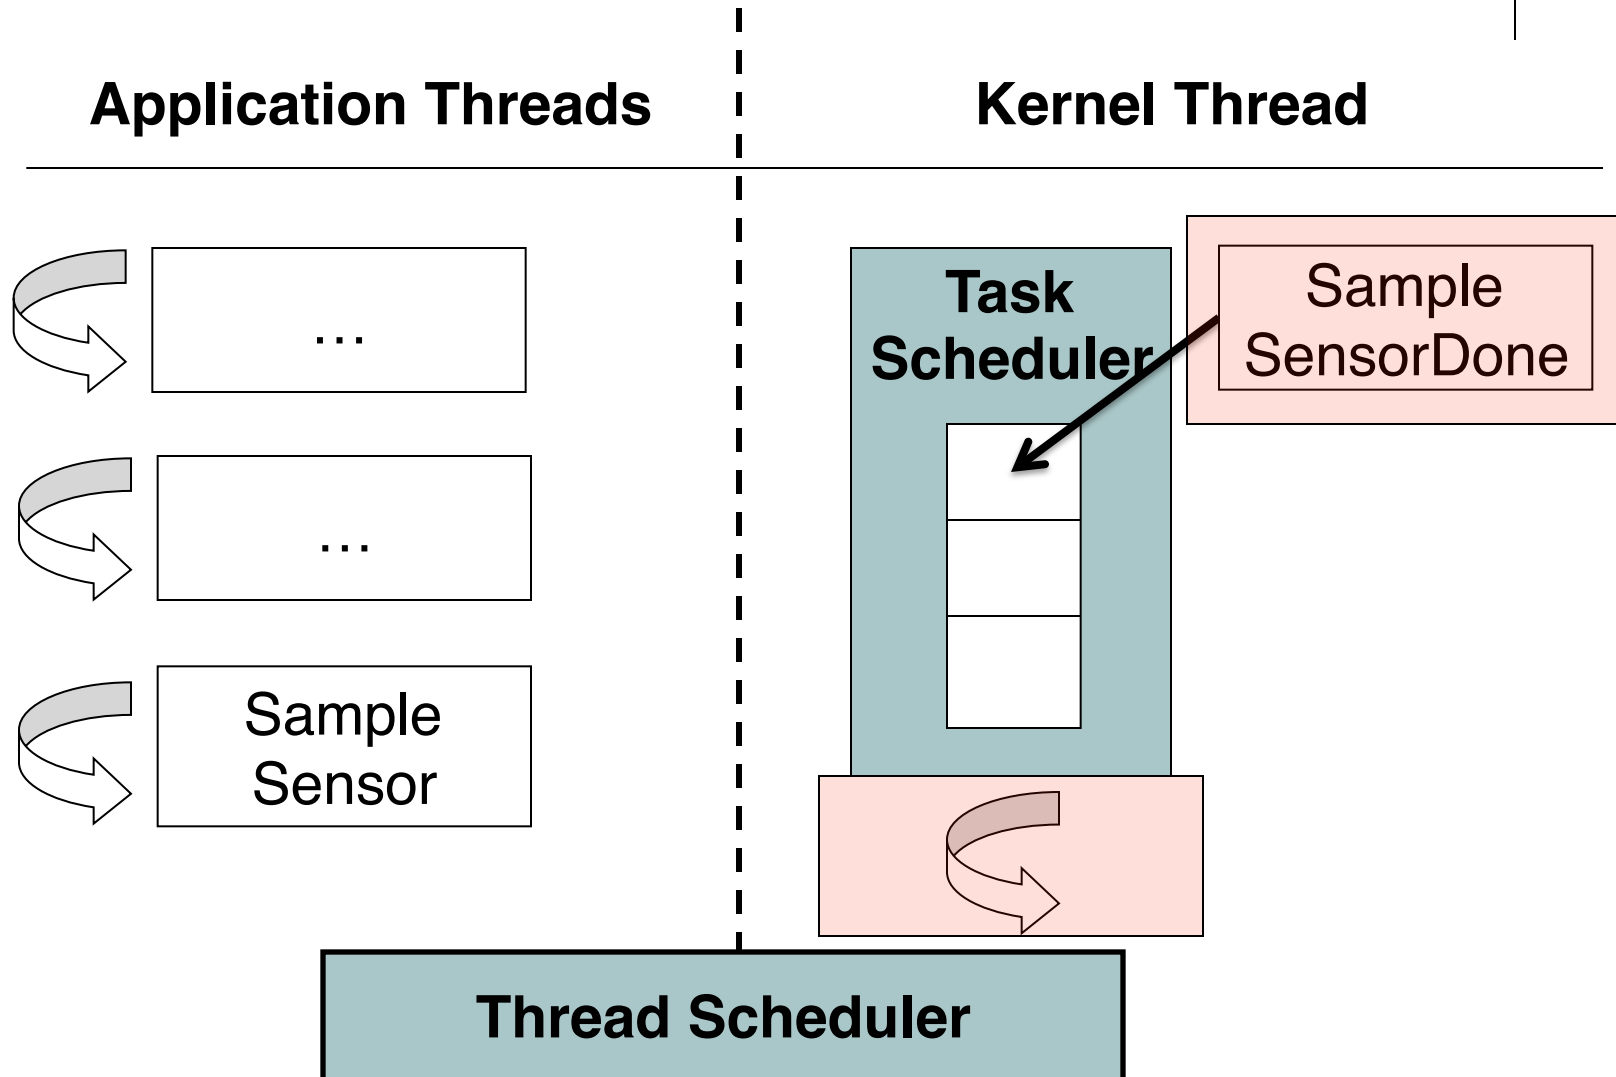 Application Threads
Kernel Thread
…
…
Sample
Sensor
Task
Scheduler
Sample
SensorDone
Thread Scheduler